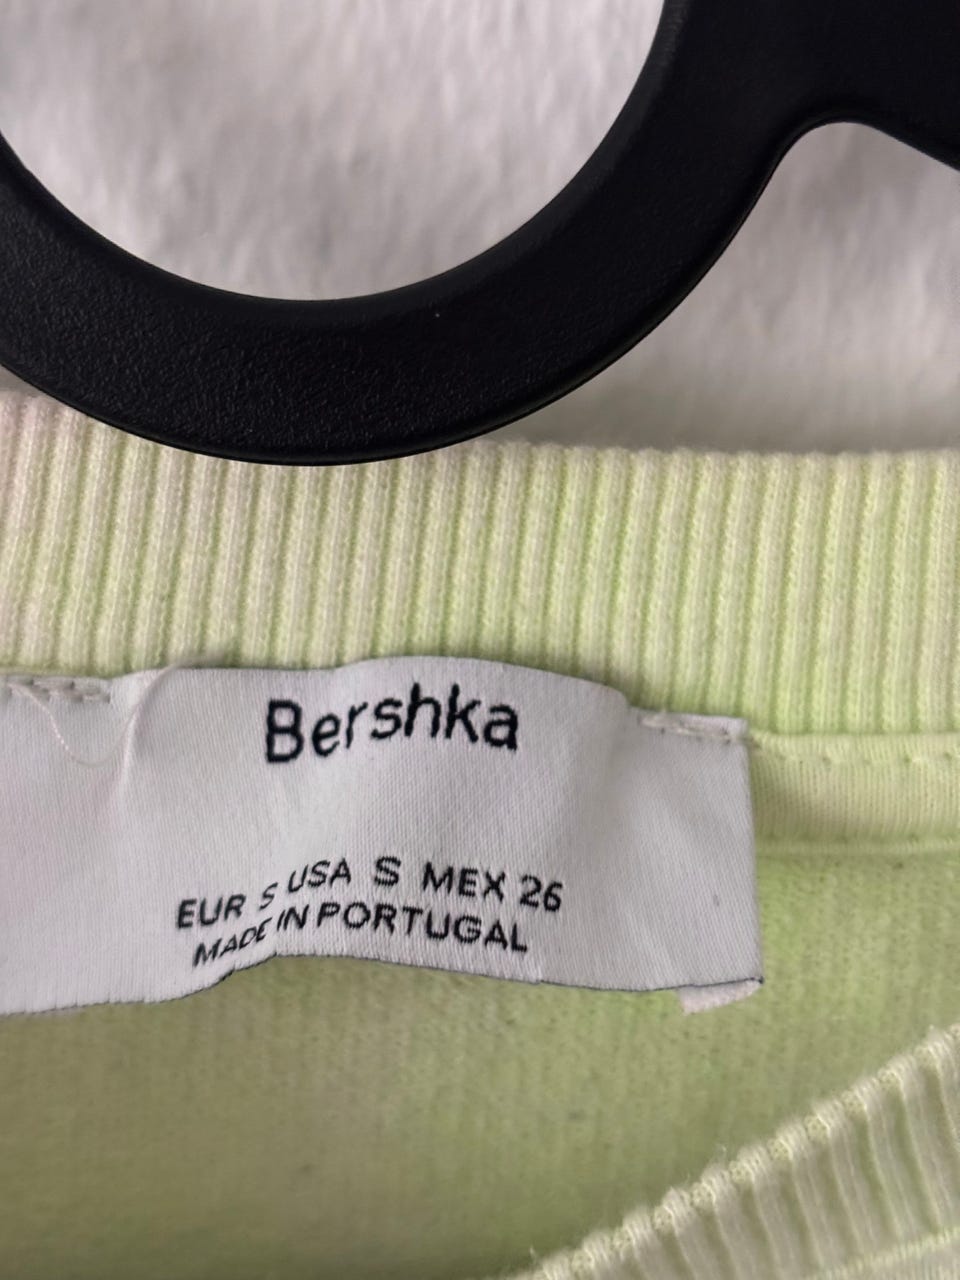 Bershka
EUR S USA S MEX 26
MADE IN PORTUGAL